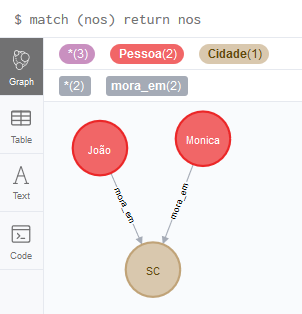 $ match (nos) return nos
*(3) Pessoa(2) Cidade(1)
Graph
*(2) mora_em(2)
Table
João
Monica
Text
mora_em
mora_em
Code
SC